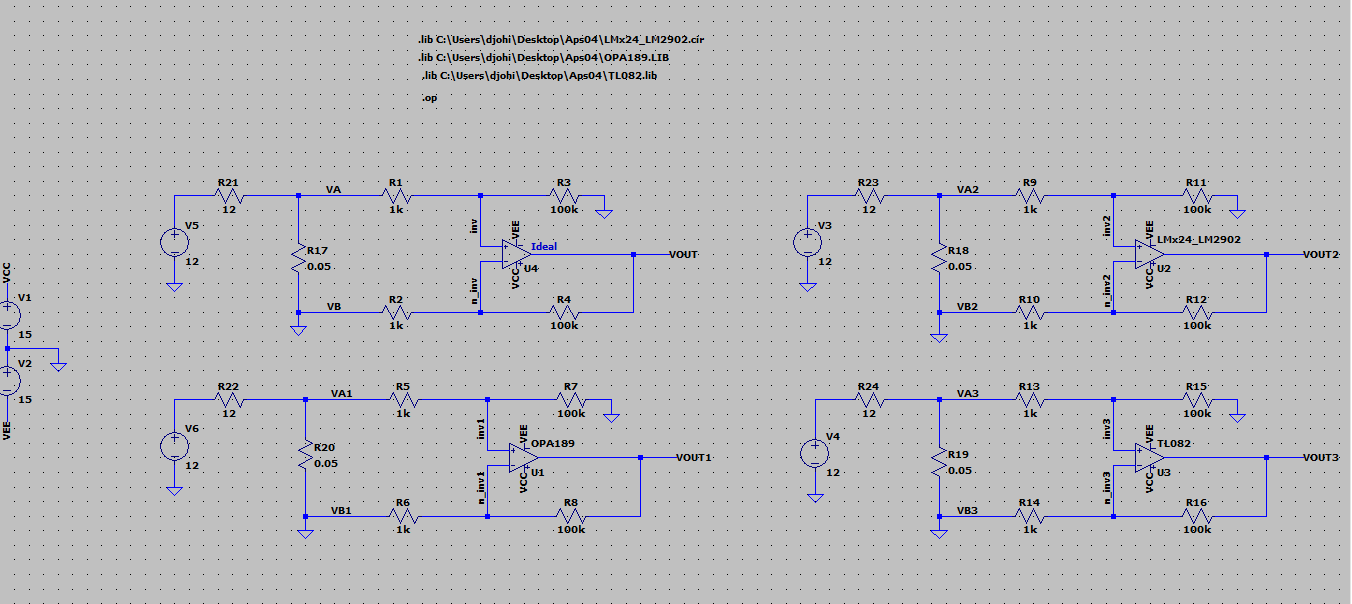 .lib C:\Users\djohi\Desktop\Aps04\LMx24_LM2902.cir
.lib C:\Users\djohi\Desktop\Aps04\OPA189.LIB
.lib C:\Users\djohi\Desktop\Aps04\TL082.lib
.op
VCC
V1
15
V2
15
VEE
R21
12
VA
R1
1k
R3
100k
V5
12
R17
0.05
inv
VEE
Ideal
U4
VCC
n_inv
VOUT
VB
R2
1k
R4
100k
R23
12
VA2
R9
1k
R11
100k
V3
12
R18
0.05
inv2
VEE
LMx24_LM2902
U2
VCC
n_inv2
VOUT2
VB2
R10
1k
R12
100k
R22
12
VA1
R5
1k
R7
100k
V6
12
R20
0.05
inv1
VEE
OPA189
U1
VCC
n_inv1
VOUT1
VB1
R6
1k
R8
100k
R24
12
VA3
R13
1k
R15
100k
V4
12
R19
0.05
inv3
VEE
TL082
U3
VCC
n_inv3
VOUT3
VB3
R14
1k
R16
100k